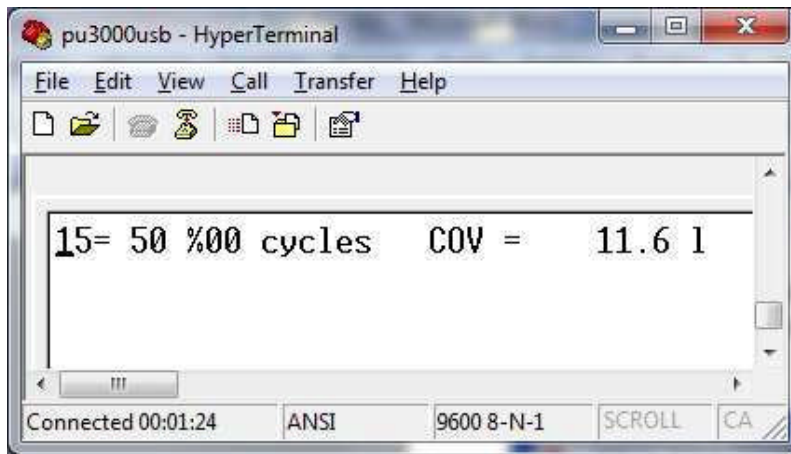 pu3000usb - HyperTerminal
File Edit View Call Transfer Help
15= 50 %00 cycles COV = 11.6 l
Connected 00:01:24 ANSI 9600 8-N-1 SCROLL CA